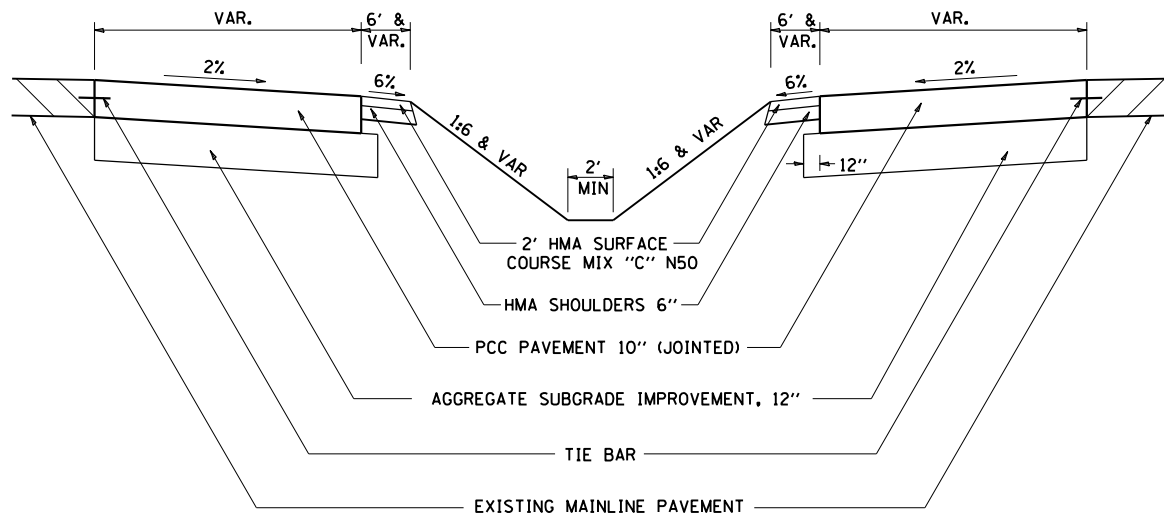 VAR.
6' &
VAR.
6' &
VAR.
VAR.
2%
6%
6%
2%
1:6 & VAR
2'
MIN
1:6 & VAR
12''
2' HMA SURFACE
COURSE MIX ''C'' N50
HMA SHOULDERS 6''
PCC PAVEMENT 10'' (JOINTED)
AGGREGATE SUBGRADE IMPROVEMENT, 12''
TIE BAR
EXISTING MAINLINE PAVEMENT